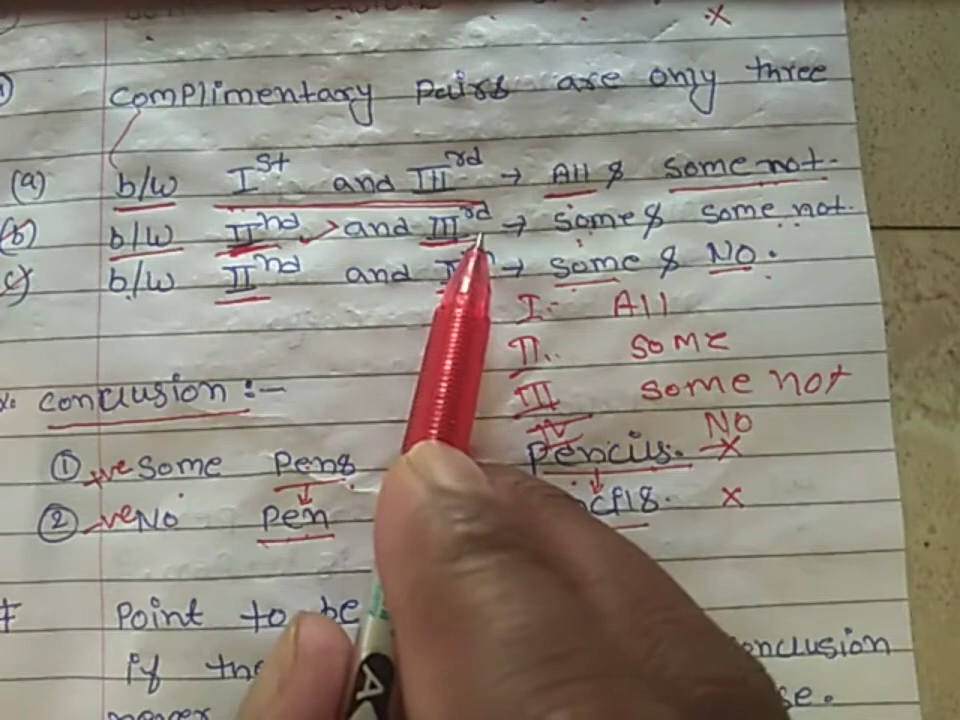 Complimentary Pairs are only three
(a) b/w Ist and IIIrd → All & some not.
(b) b/w IInd and IIIrd → some & some not.
c) b/w IInd and → some & NO.
I:- All
II.. some
III some not
IV NO
Conclusion :-
① +ve some Pens Pencils. ×
② -ve No Pen ×
Point to be
if the conclusion